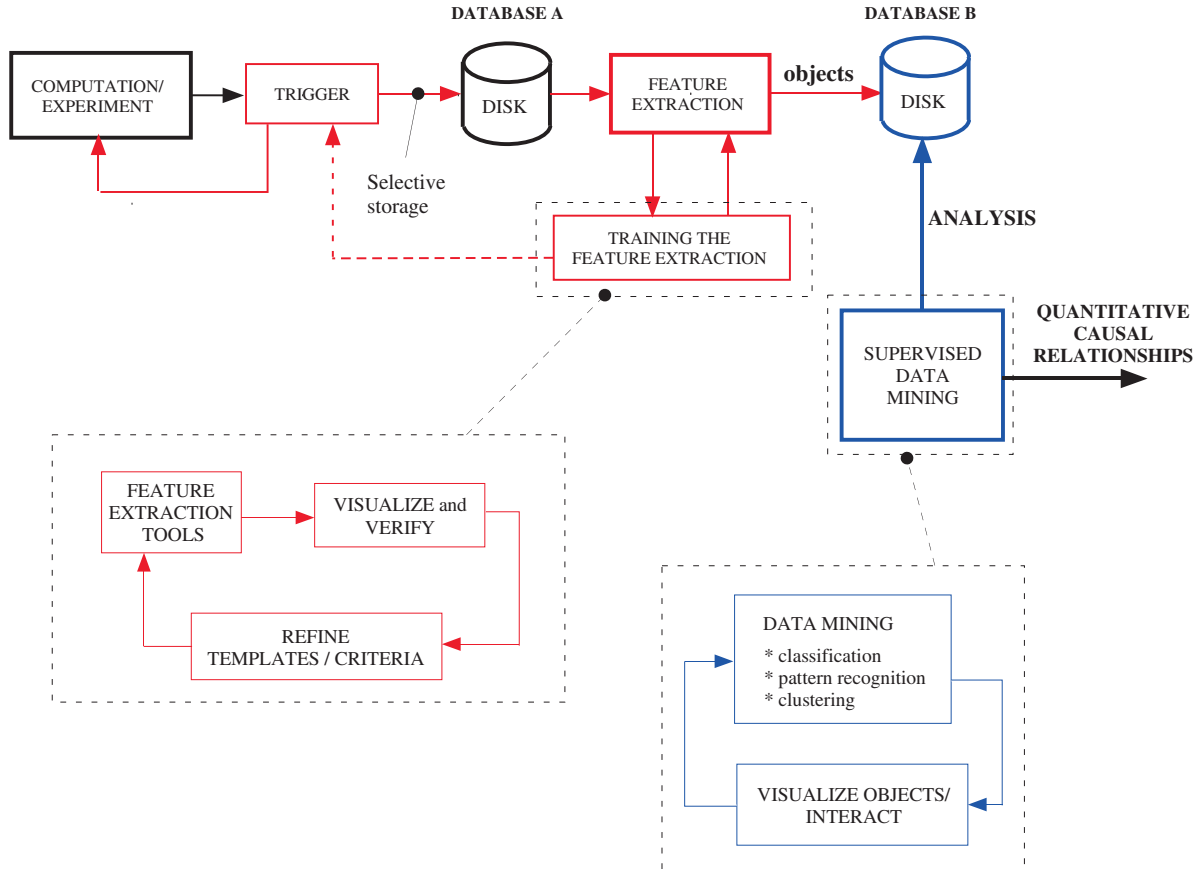 DATABASE A
DATABASE B
COMPUTATION/
EXPERIMENT
TRIGGER
DISK
FEATURE
EXTRACTION
objects
DISK
Selective
storage
ANALYSIS
TRAINING THE
FEATURE EXTRACTION
QUANTITATIVE
CAUSAL
RELATIONSHIPS
SUPERVISED
DATA
MINING
FEATURE
EXTRACTION
TOOLS
VISUALIZE and
VERIFY
REFINE
TEMPLATES / CRITERIA
DATA MINING
* classification
* pattern recognition
* clustering
VISUALIZE OBJECTS/
INTERACT